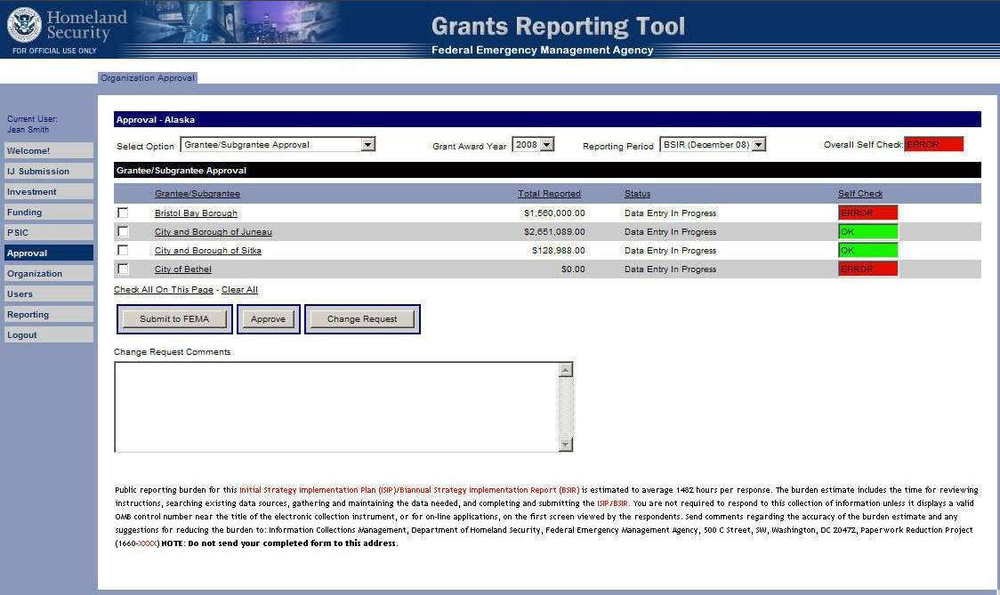 Homeland
Security
FOR OFFICIAL USE ONLY
Grants Reporting Tool
Federal Emergency Management Agency
Organization Approval
Current User:
Jean Smith
Welcome!
IJ Submission
Investment
Funding
PSIC
Approval
Organization
Users
Reporting
Logout
Approval - Alaska
Select Option Grantee/Subgrantee Approval Grant Award Year 2008 Reporting Period BSIR (December 08) Overall Self Check: ERROR
Grantee/Subgrantee Approval
Grantee/Subgrantee Total Reported Status Self Check
Bristol Bay Borough $1,560,000.00 Data Entry In Progress ERROR
City and Borough of Juneau $2,651,089.00 Data Entry In Progress OK
City and Borough of Sitka $128,988.00 Data Entry In Progress OK
City of Bethel $0.00 Data Entry In Progress ERROR
Check All On This Page - Clear All
Submit to FEMA Approve Change Request
Change Request Comments
Public reporting burden for this Initial Strategy Implementation Plan (ISIP)/Biannual Strategy Implementation Report (BSIR) is estimated to average 1482 hours per response. The burden estimate includes the time for reviewing
instructions, searching existing data sources, gathering and maintaining the data needed, and completing and submitting the ISIP/BSIR. You are not required to respond to this collection of information unless it displays a valid
OMB control number near the title of the electronic collection instrument, or for on-line applications, on the first screen viewed by the respondents. Send comments regarding the accuracy of the burden estimate and any
suggestions for reducing the burden to: Information Collections Management, Department of Homeland Security, Federal Emergency Management Agency, 500 C Street, SW, Washington, DC 20472, Paperwork Reduction Project
(1660-XXXX) NOTE: Do not send your completed form to this address.